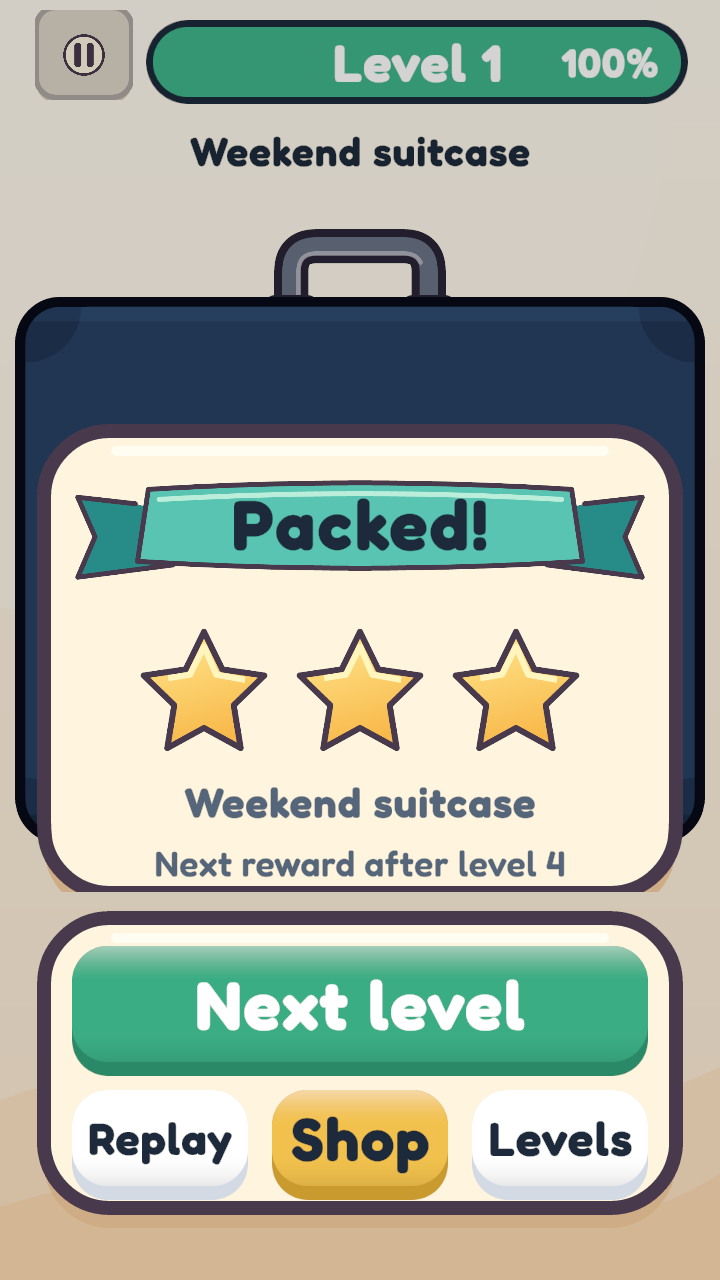 Level 1 100%
Weekend suitcase
Packed!
Weekend suitcase
Next reward after level 4
Next level
Replay
Shop
Levels